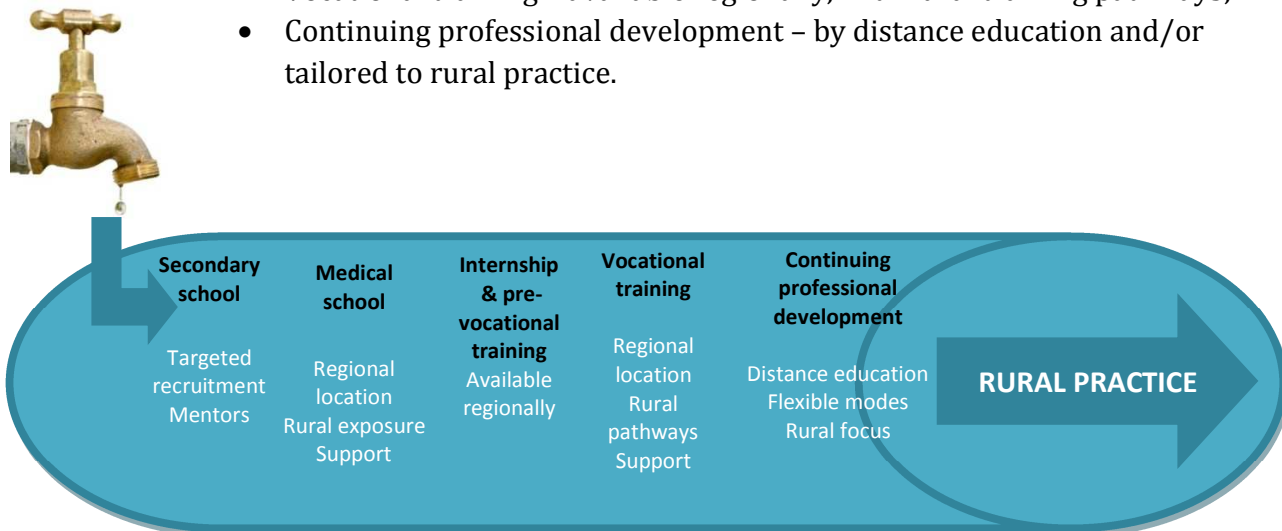 • Continuing professional development – by distance education and/or
tailored to rural practice.
Secondary
school
Targeted
recruitment
Mentors
Medical
school
Regional
location
Rural exposure
Support
Internship
& pre-
vocational
training
Available
regionally
Vocational
training
Regional
location
Rural
pathways
Support
Continuing
professional
development
Distance education
Flexible modes
Rural focus
RURAL PRACTICE